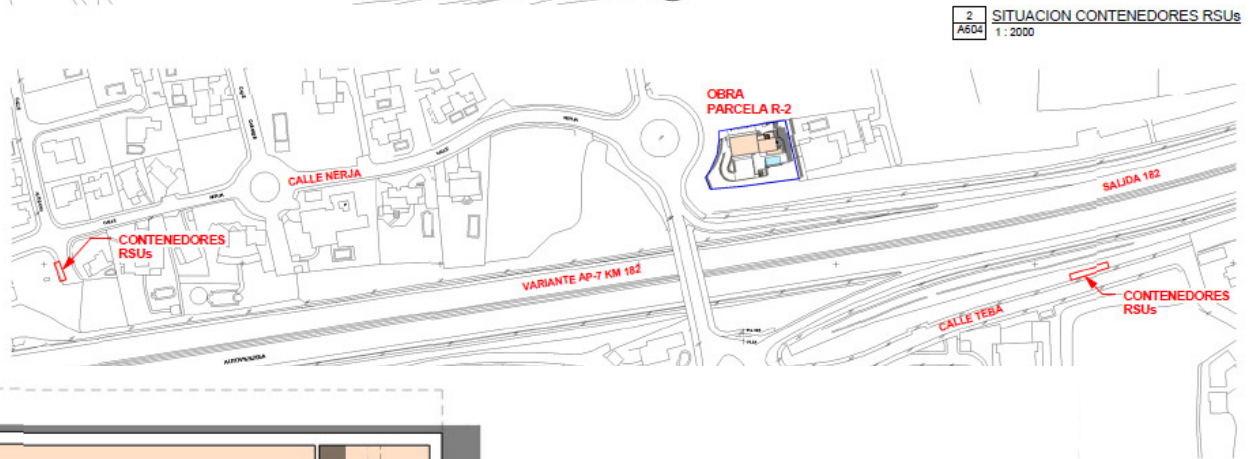 2 SITUACION CONTENEDORES RSUs
A604 1 : 2000
OBRA
PARCELA R-2
CALLE NERJA
SALIDA 182
CONTENEDORES
RSUs
VARIANTE AP-7 KM 182
CONTENEDORES
RSUs
CALLE TEBA